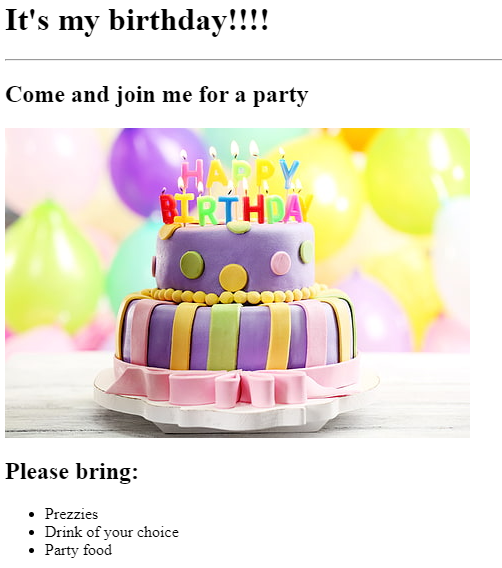 It's my birthday!!!!
Come and join me for a party
HAPPY
BIRTHDAY
Please bring:
Prezzies
Drink of your choice
Party food